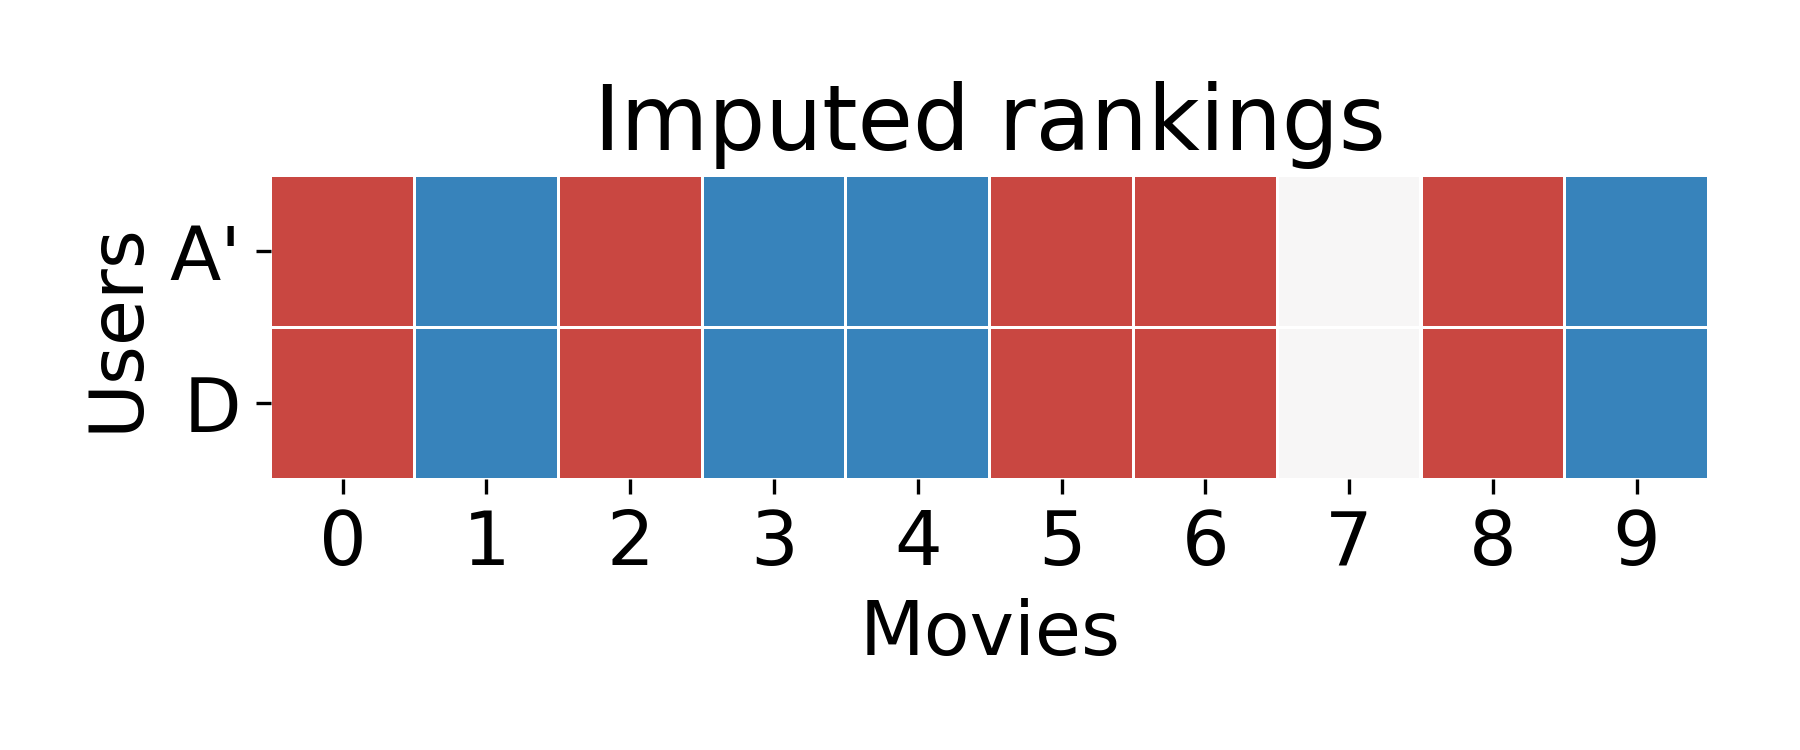 Imputed rankings
Users
A'
D
0 1 2 3 4 5 6 7 8 9
Movies